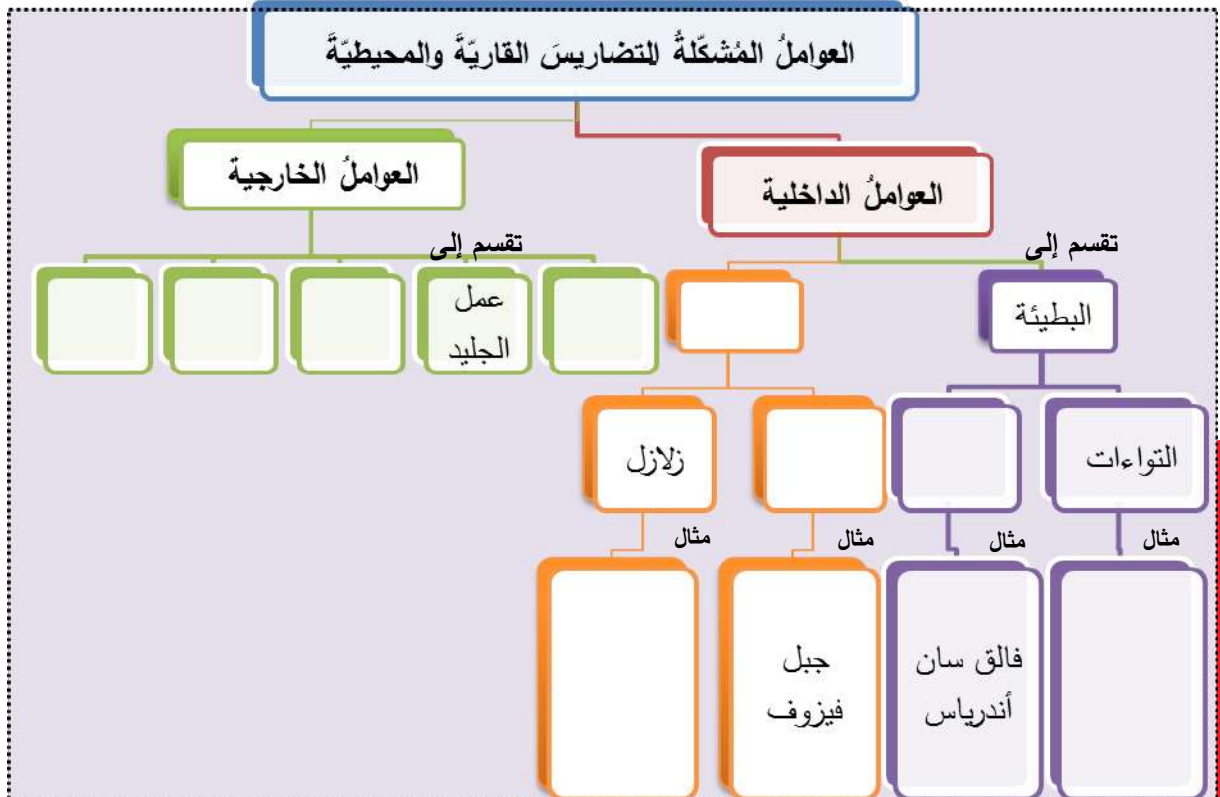 العواملُ المُشكّلةُ للتضاريسَ القاريّةَ والمحيطيّةَ
العواملُ الداخلية
العواملُ الخارجية
تقسم إلى
تقسم إلى
البطيئة
عمل
الجليد
التواءات
زلازل
مثال
مثال
مثال
مثال
فالق سان
أندرياس
جبل
فيزوف